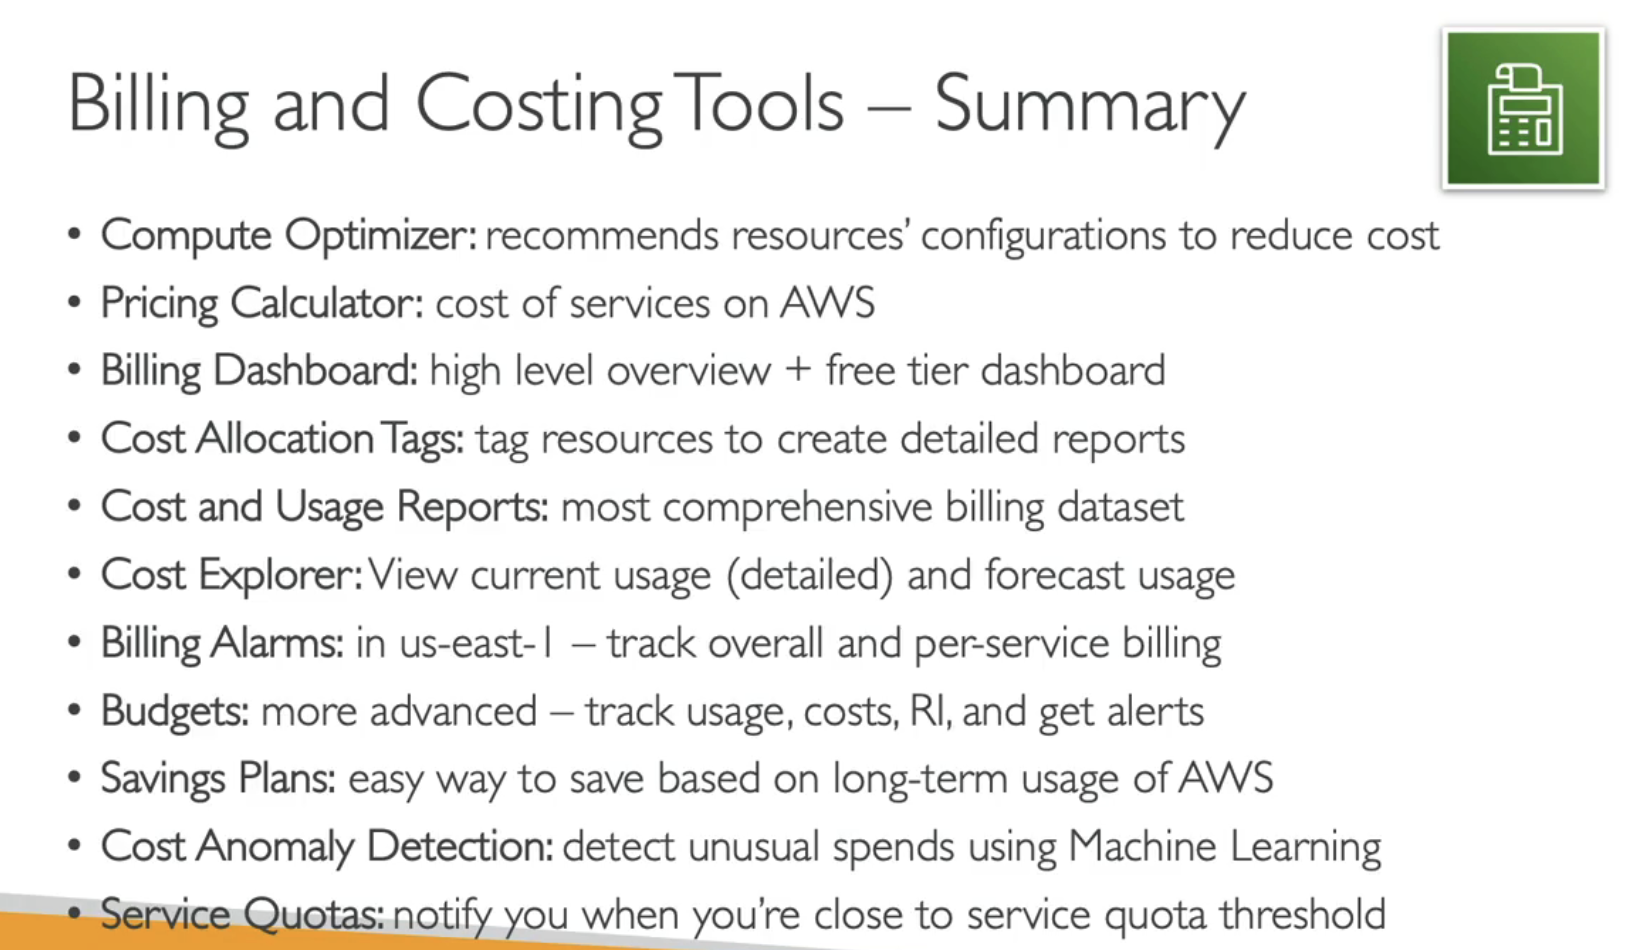 Billing and Costing Tools – Summary
• Compute Optimizer: recommends resources’ configurations to reduce cost
• Pricing Calculator: cost of services on AWS
• Billing Dashboard: high level overview + free tier dashboard
• Cost Allocation Tags: tag resources to create detailed reports
• Cost and Usage Reports: most comprehensive billing dataset
• Cost Explorer: View current usage (detailed) and forecast usage
• Billing Alarms: in us-east-1 – track overall and per-service billing
• Budgets: more advanced – track usage, costs, RI, and get alerts
• Savings Plans: easy way to save based on long-term usage of AWS
• Cost Anomaly Detection: detect unusual spends using Machine Learning
• Service Quotas: notify you when you’re close to service quota threshold